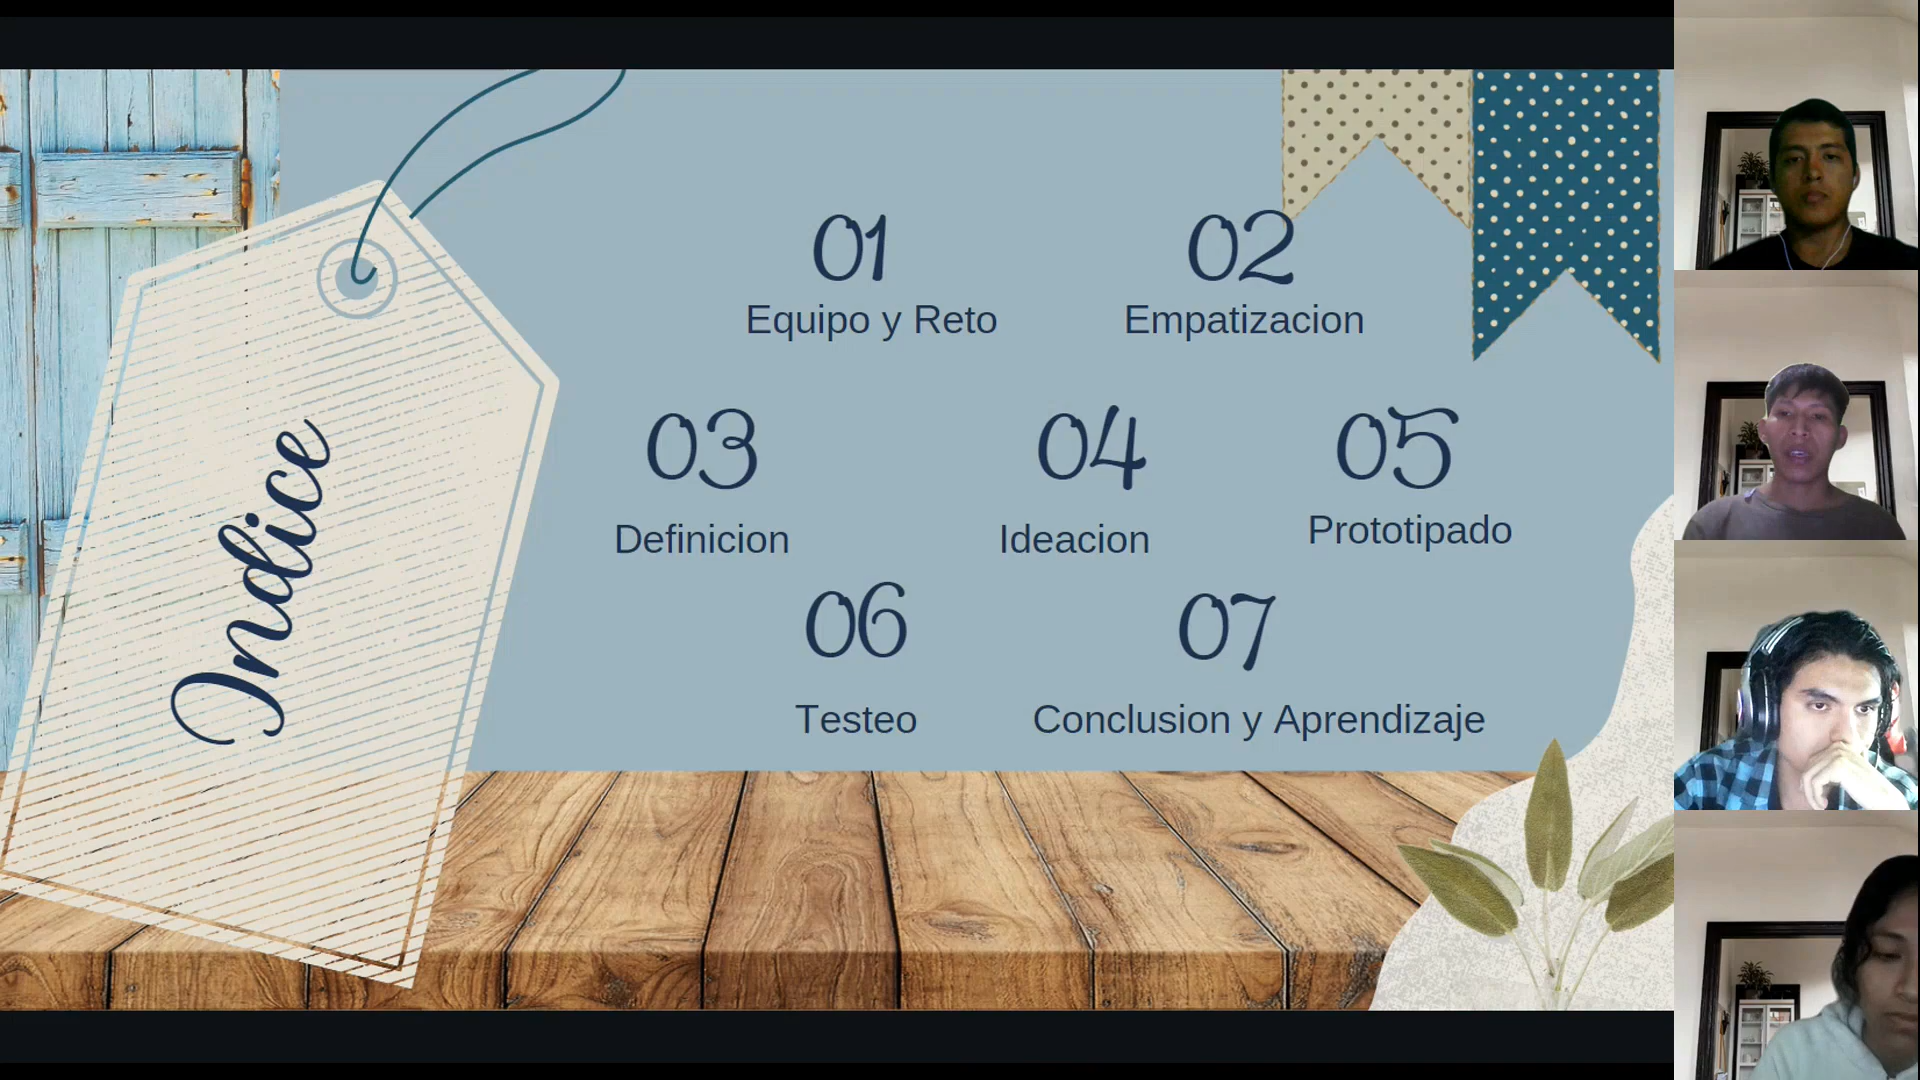 Indice
01
Equipo y Reto
02
Empatizacion
03
Definicion
04
Ideacion
05
Prototipado
06
Testeo
07
Conclusion y Aprendizaje